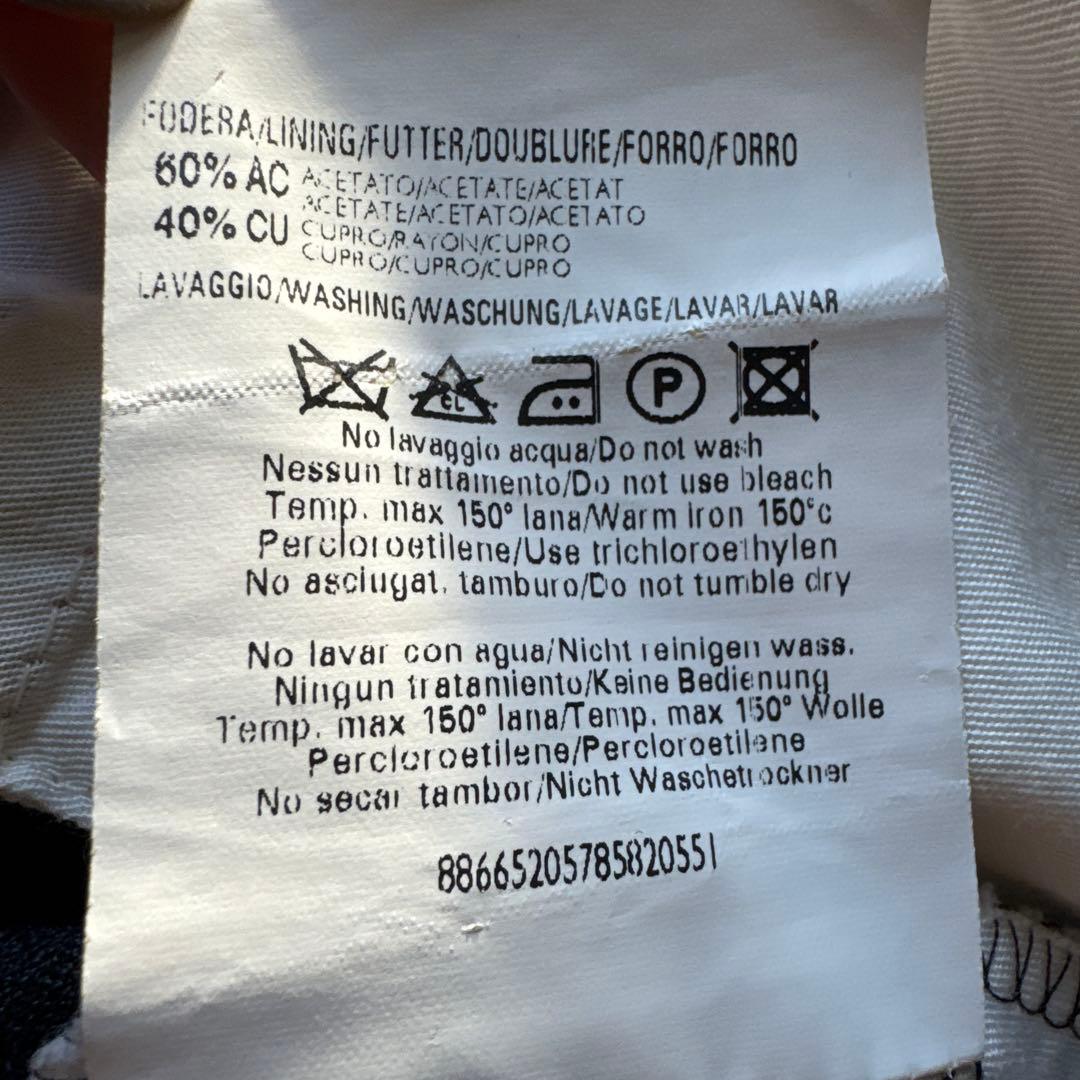 FODERA/LINING/FUTTER/DOUBLURE/FORRO/FORRO
60% AC ACETATO/ACETATE/ACETAT
ACETATE/ACETATO/ACETATO
40% CU CUPRO/RAYON/CUPRO
CUPRO/CUPRO/CUPRO
LAVAGGIO/WASHING/WASCHUNG/LAVAGE/LAVAR/LAVAR
CL P
No lavaggio acqua/Do not wash
Nessun trattamento/Do not use bleach
Temp. max 150° lana/Warm iron 150°c
Percloroetilene/Use trichloroethylen
No asciugat. tamburo/Do not tumble dry
No lavar con agua/Nicht reinigen wass.
Ningun tratamiento/Keine Bedienung
Temp. max 150° lana/Temp. max 150° Wolle
Percloroetilene/Percloroetilene
No secar tambor/Nicht Waschetrockner
88665205785820551